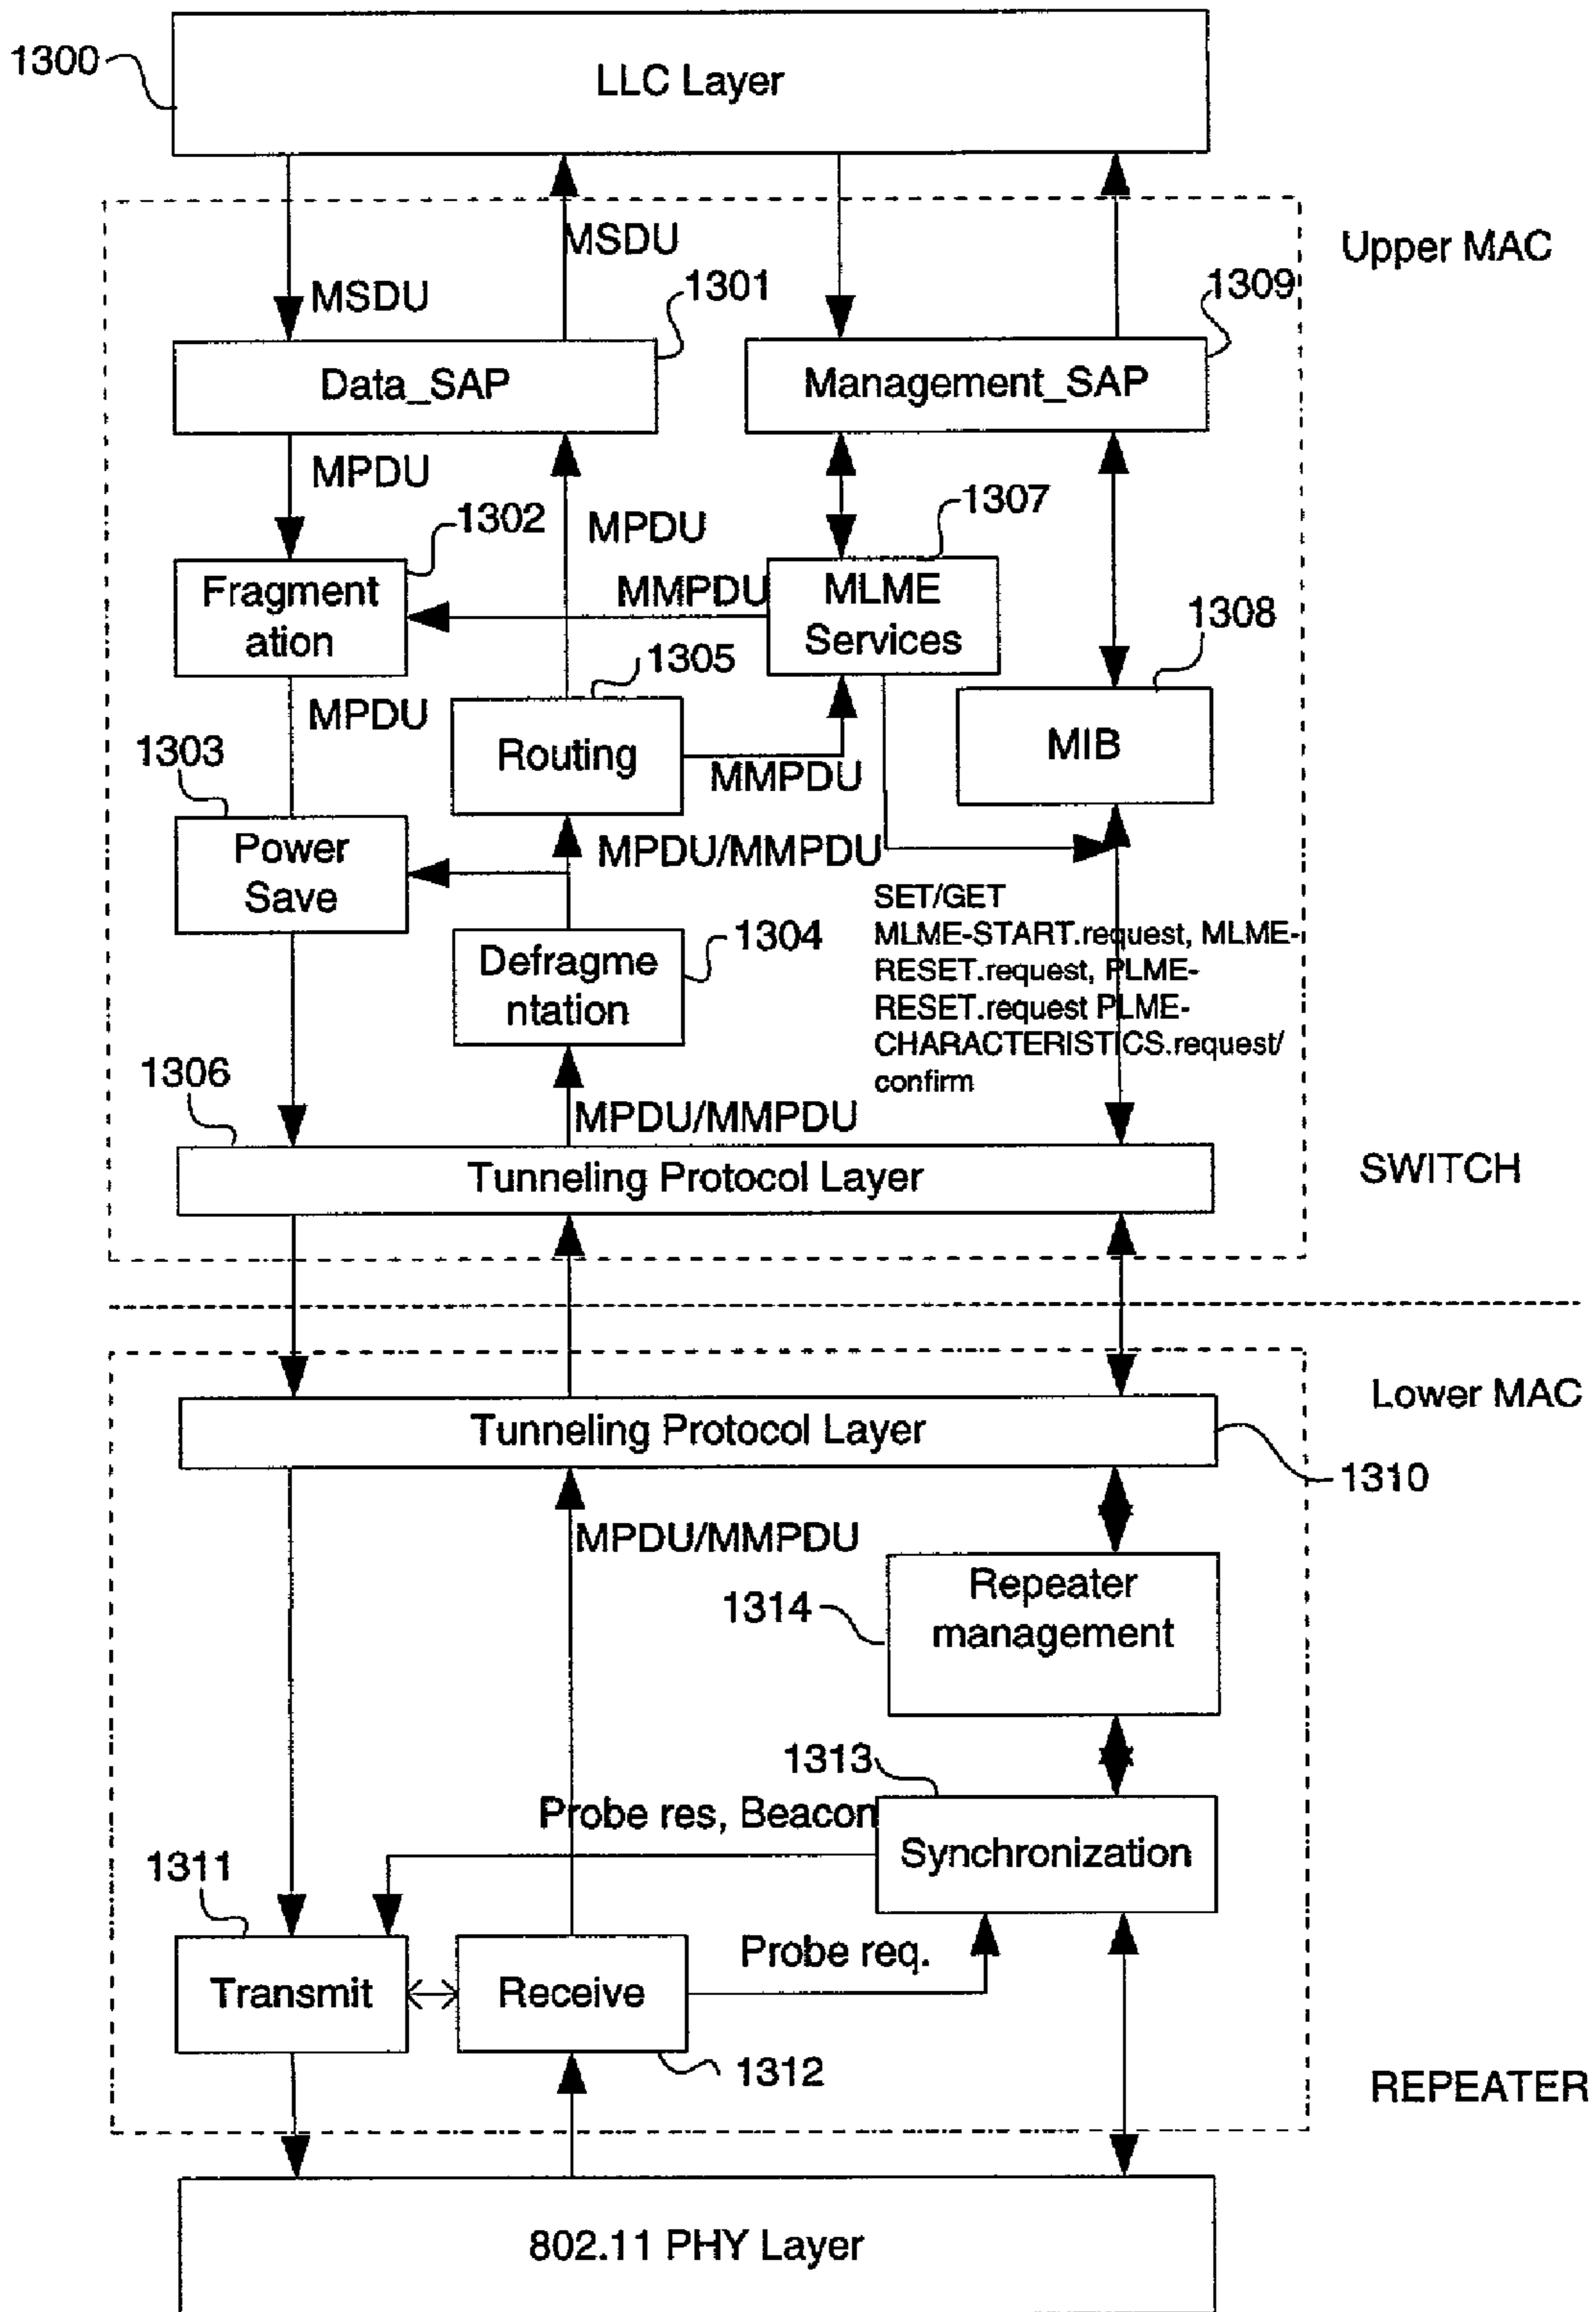 1300
LLC Layer
Upper MAC
MSDU
MSDU
1301
1309
Data_SAP
Management_SAP
MPDU
1302
MPDU
1307
Fragment
ation
MMPDU
MLME
Services
1308
1305
MPDU
1303
Routing
MMPDU
MIB
Power
Save
MPDU/MMPDU
SET/GET
MLME-START.request, MLME-
RESET.request, PLME-
RESET.request PLME-
CHARACTERISTICS.request/
confirm
1304
Defragme
ntation
1306
MPDU/MMPDU
Tunneling Protocol Layer
SWITCH
Lower MAC
Tunneling Protocol Layer
1310
MPDU/MMPDU
1314
Repeater
management
1313
Probe res, Beacon
Synchronization
1311
Transmit
Receive
Probe req.
1312
REPEATER
802.11 PHY Layer